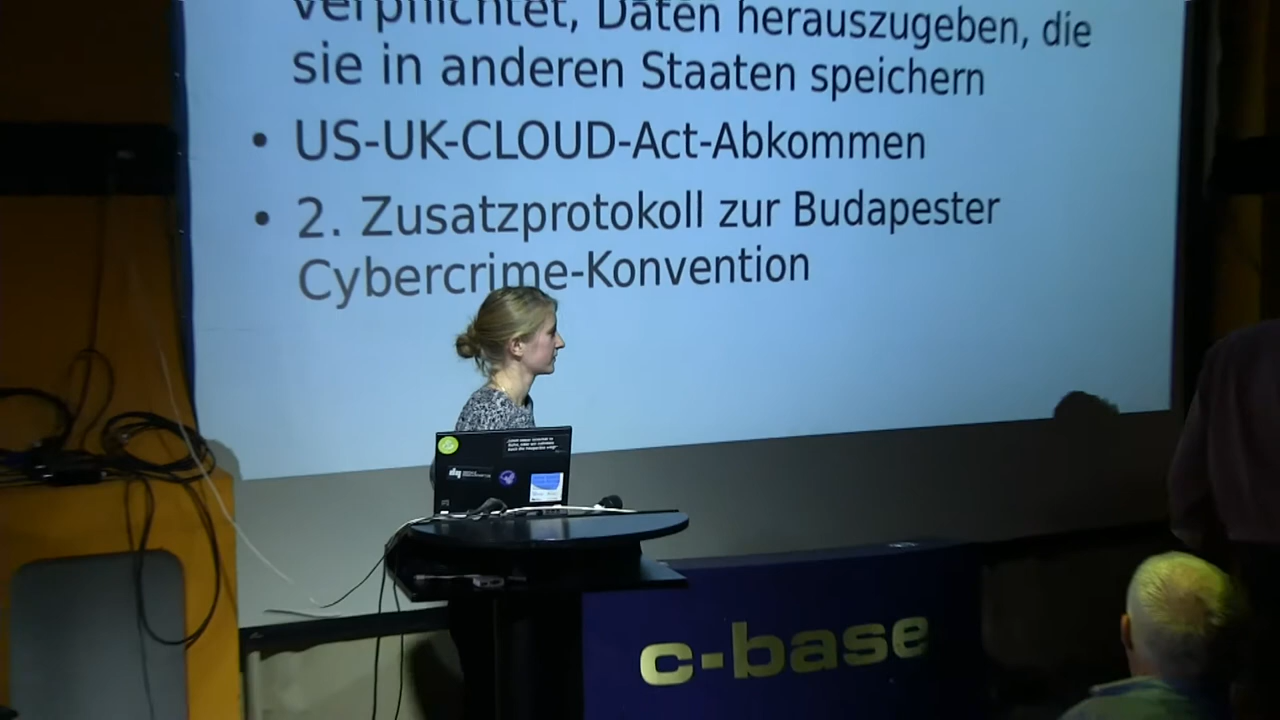 verpflichtet, Daten herauszugeben, die
sie in anderen Staaten speichern
• US-UK-CLOUD-Act-Abkommen
• 2. Zusatzprotokoll zur Budapester
Cybercrime-Konvention
c-base